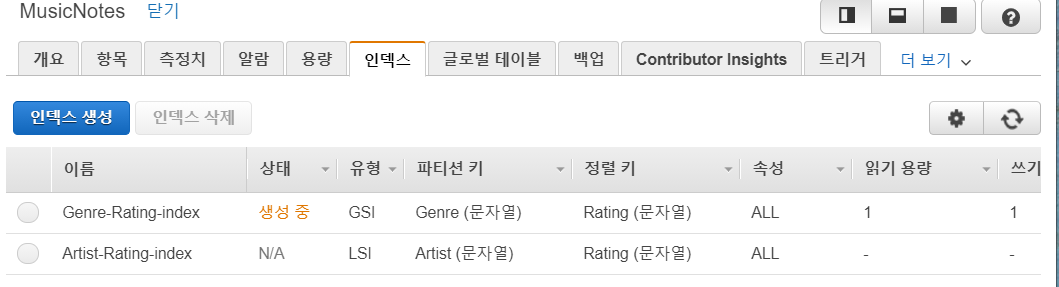 MusicNotes 닫기
개요 항목 측정치 알람 용량 인덱스 글로벌 테이블 백업 Contributor Insights 트리거 더 보기
인덱스 생성 인덱스 삭제
이름 상태 유형 파티션 키 정렬 키 속성 읽기 용량 쓰기
Genre-Rating-index 생성 중 GSI Genre (문자열) Rating (문자열) ALL 1 1
Artist-Rating-index N/A LSI Artist (문자열) Rating (문자열) ALL - -